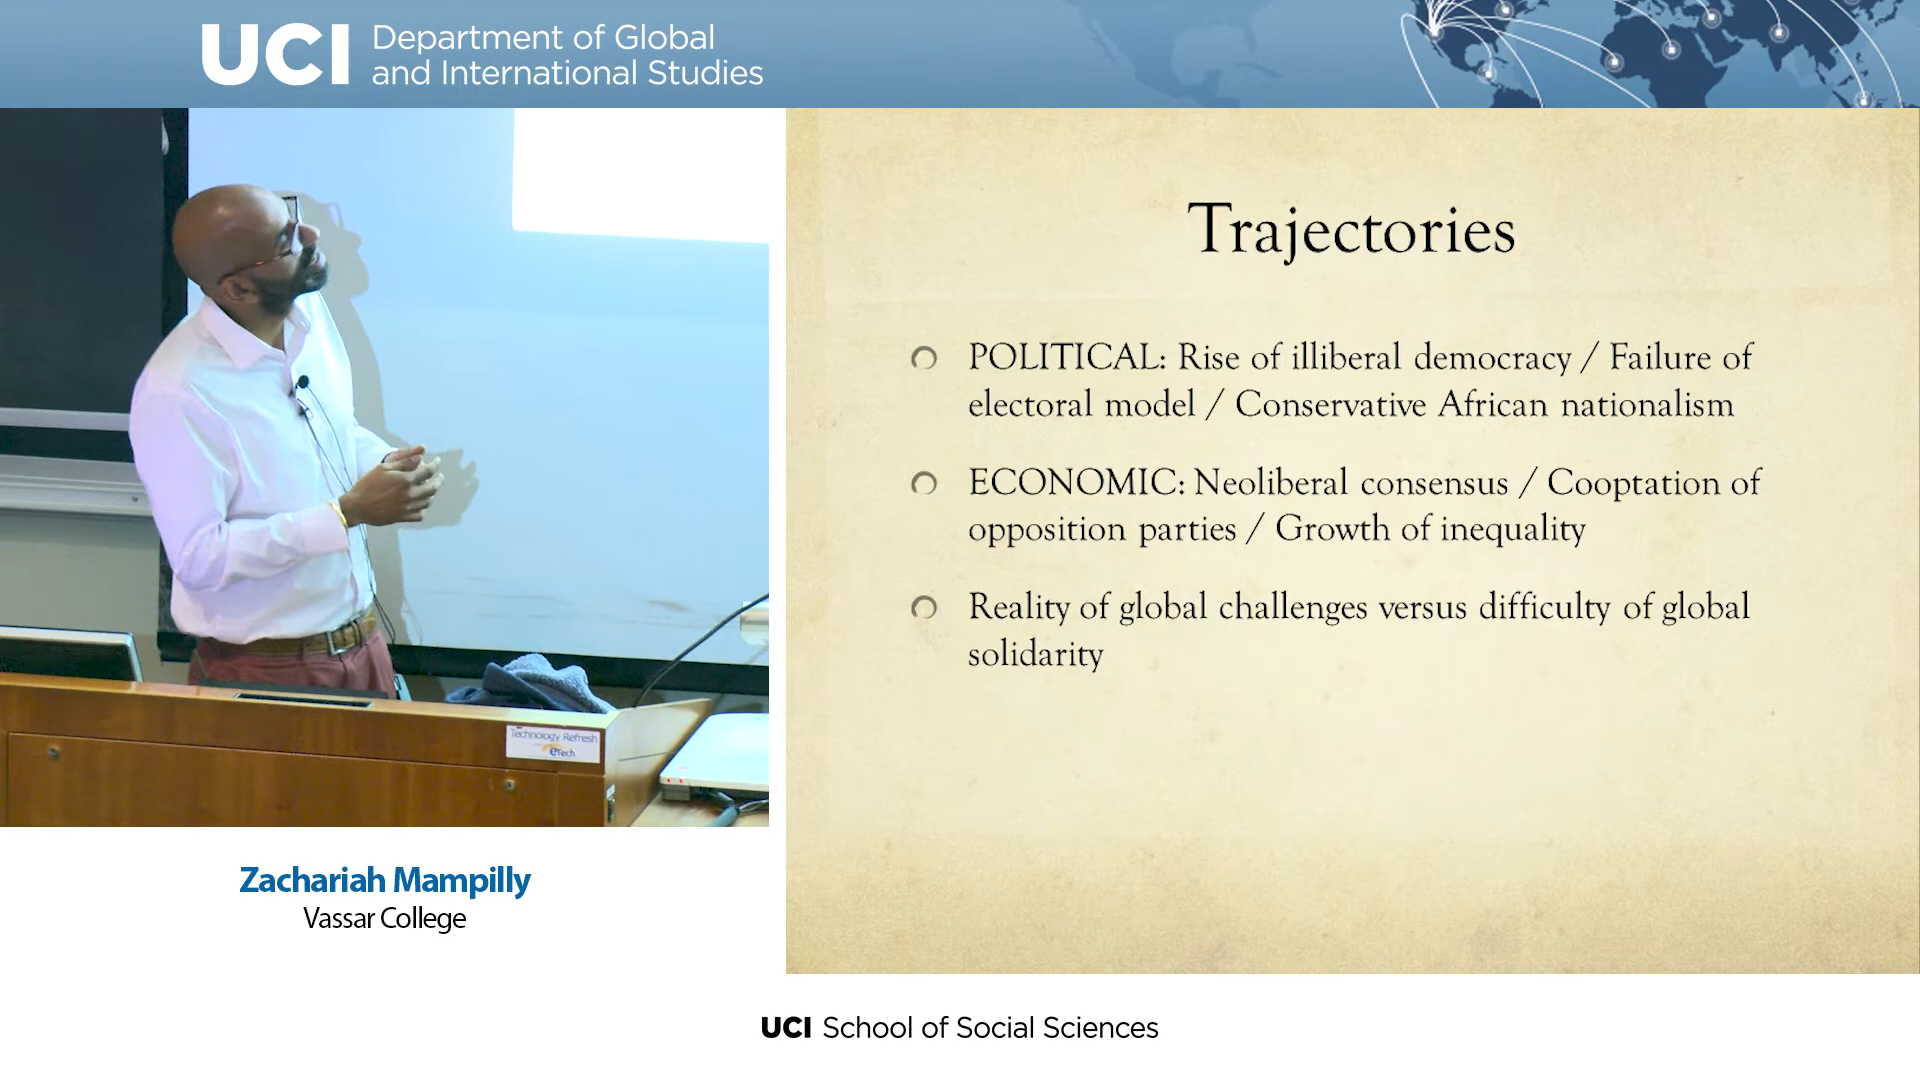 UCI Department of Global
and International Studies
Trajectories
POLITICAL: Rise of illiberal democracy / Failure of
electoral model / Conservative African nationalism
ECONOMIC: Neoliberal consensus / Cooptation of
opposition parties / Growth of inequality
Reality of global challenges versus difficulty of global
solidarity
Technology Refresh
eTech
Zachariah Mampilly
Vassar College
UCI School of Social Sciences